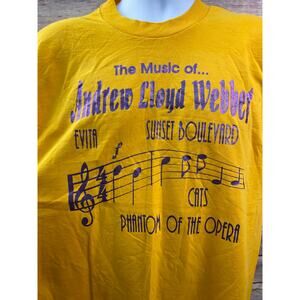 The Music of...
Andrew Lloyd Webber
EVITA SUNSET BOULEVARD
f
CATS
PHANTOM OF THE OPERA